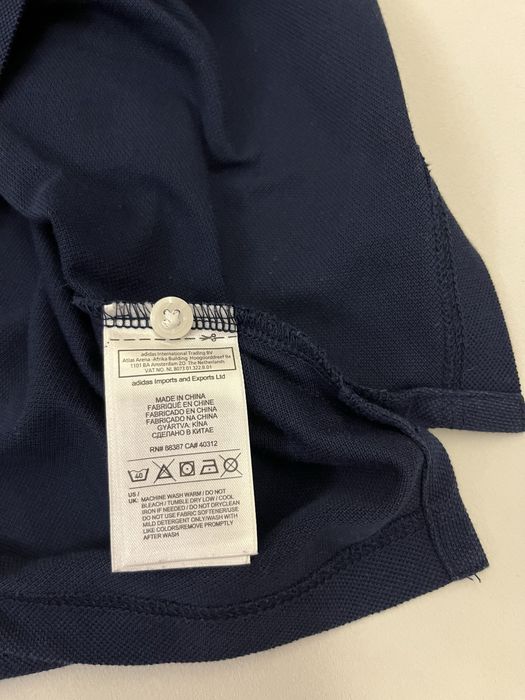 adidas International Trading BV
Atlas Arena -Afrika Building Hoogoorddreef 9a
1101 BA Amsterdam ZO The Netherlands
VAT NO. NL 8073.01.322.B.01
adidas Imports and Exports Ltd
MADE IN CHINA
FABRIQUÉ EN CHINE
FABRICADO EN CHINA
FABRICADO NA CHINA
GYÁRTVA: KÍNA
СДЕЛАНО В КИТАЕ
RN# 88387 CA# 40312
40
US /
UK: MACHINE WASH WARM / DO NOT
BLEACH / TUMBLE DRY LOW / COOL
IRON IF NEEDED / DO NOT DRYCLEAN
DO NOT USE FABRIC SOFTENER/USE
MILD DETERGENT ONLY/WASH WITH
LIKE COLORS/REMOVE PROMPTLY
AFTER WASH